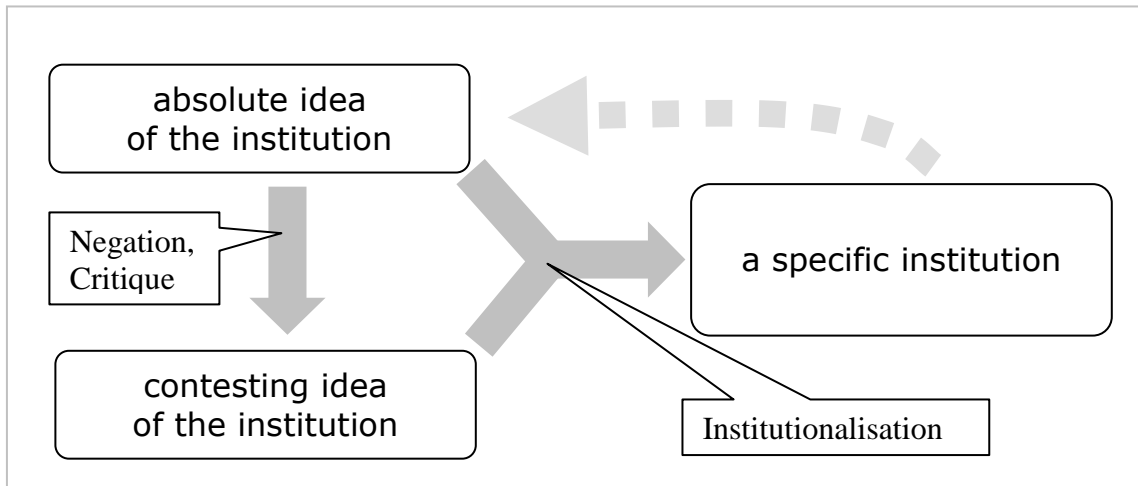 absolute idea
of the institution
Negation,
Critique
a specific institution
contesting idea
of the institution
Institutionalisation